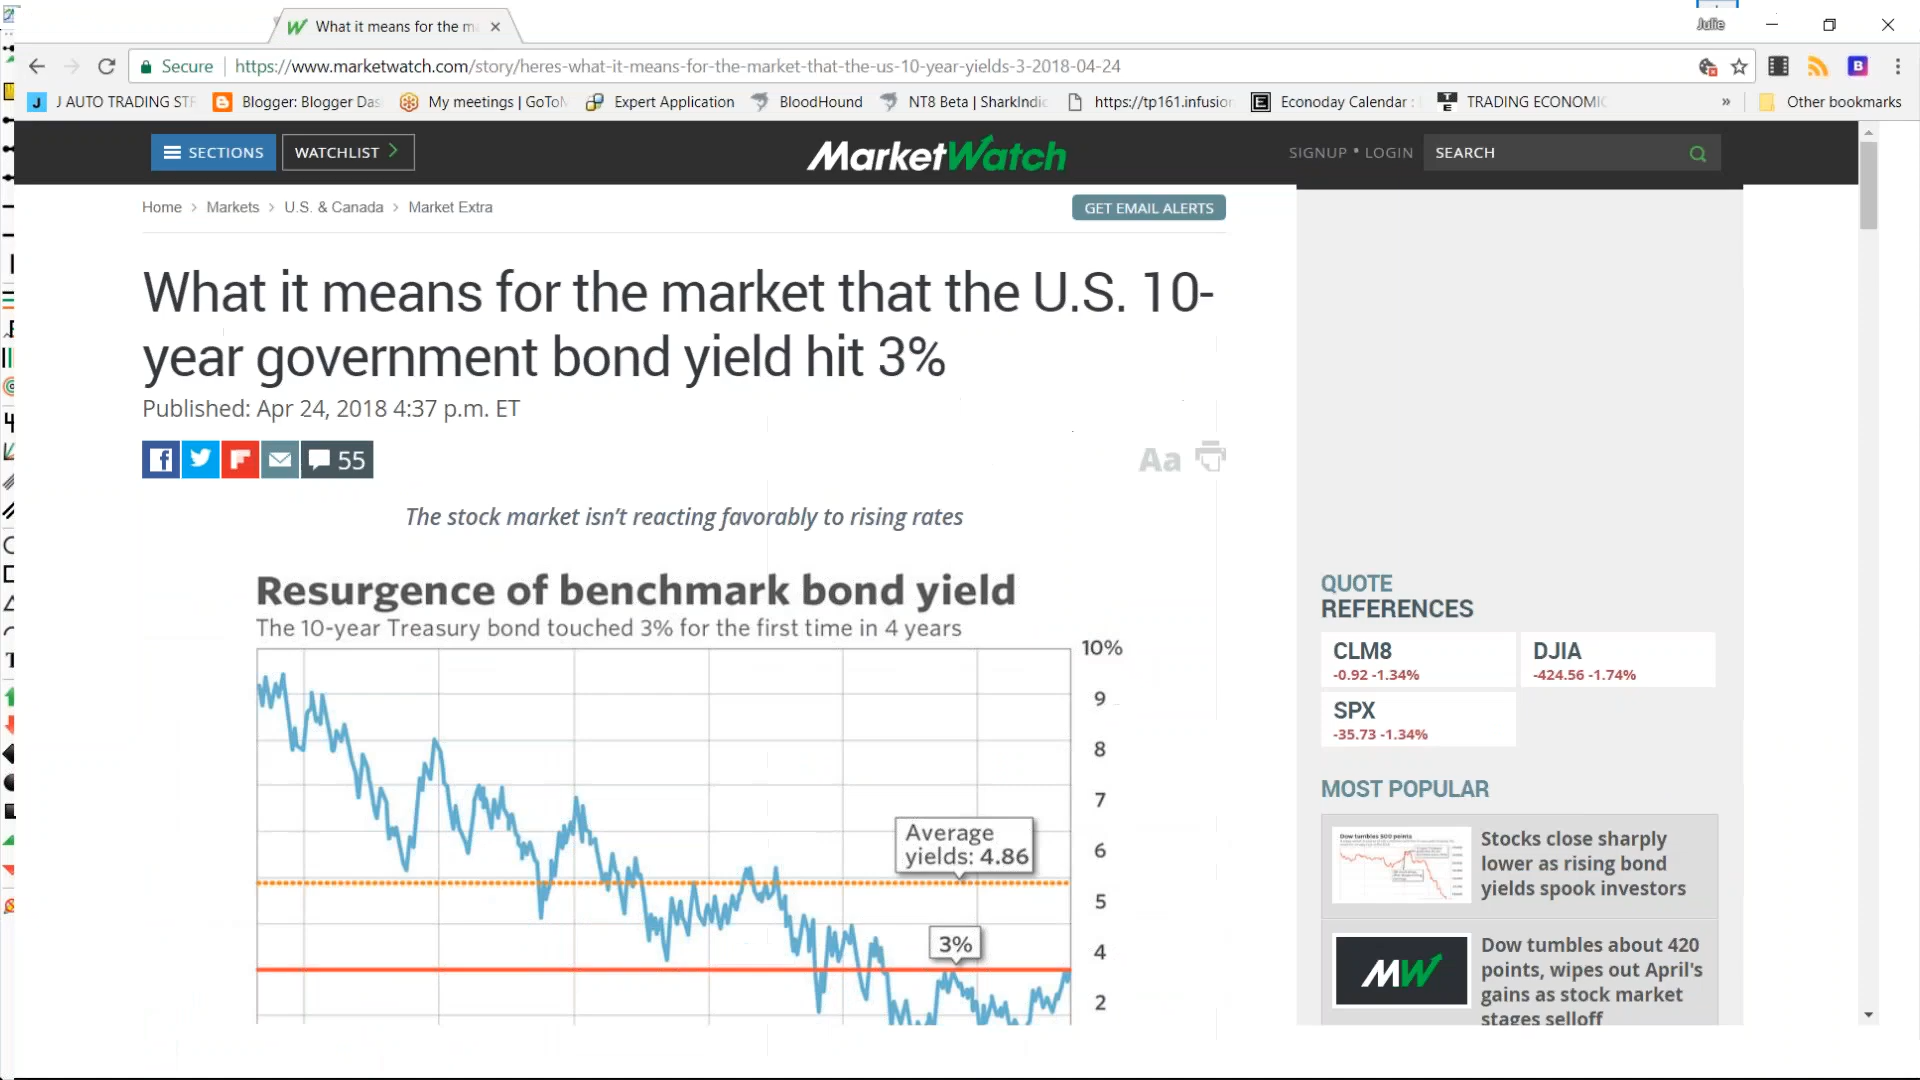 What it means for the m
Julie
Secure
https://www.marketwatch.com/story/heres-what-it-means-for-the-market-that-the-us-10-year-yields-3-2018-04-24
J AUTO TRADING STR
Blogger: Blogger Das
My meetings | GoToM
Expert Application
BloodHound
NT8 Beta | SharkIndic
https://tp161.infusion
Econoday Calendar :
TRADING ECONOMIC
»
Other bookmarks
SECTIONS
WATCHLIST
MarketWatch
SIGNUP • LOGIN
SEARCH
Home > Markets > U.S. & Canada > Market Extra
GET EMAIL ALERTS
What it means for the market that the U.S. 10-
year government bond yield hit 3%
Published: Apr 24, 2018 4:37 p.m. ET
55
Aa
The stock market isn't reacting favorably to rising rates
Resurgence of benchmark bond yield
The 10-year Treasury bond touched 3% for the first time in 4 years
10%
9
8
7
6
5
4
2
Average
yields: 4.86
3%
QUOTE
REFERENCES
CLM8
-0.92 -1.34%
DJIA
-424.56 -1.74%
SPX
-35.73 -1.34%
MOST POPULAR
Stocks close sharply
lower as rising bond
yields spook investors
MW
Dow tumbles about 420
points, wipes out April's
gains as stock market
stages selloff